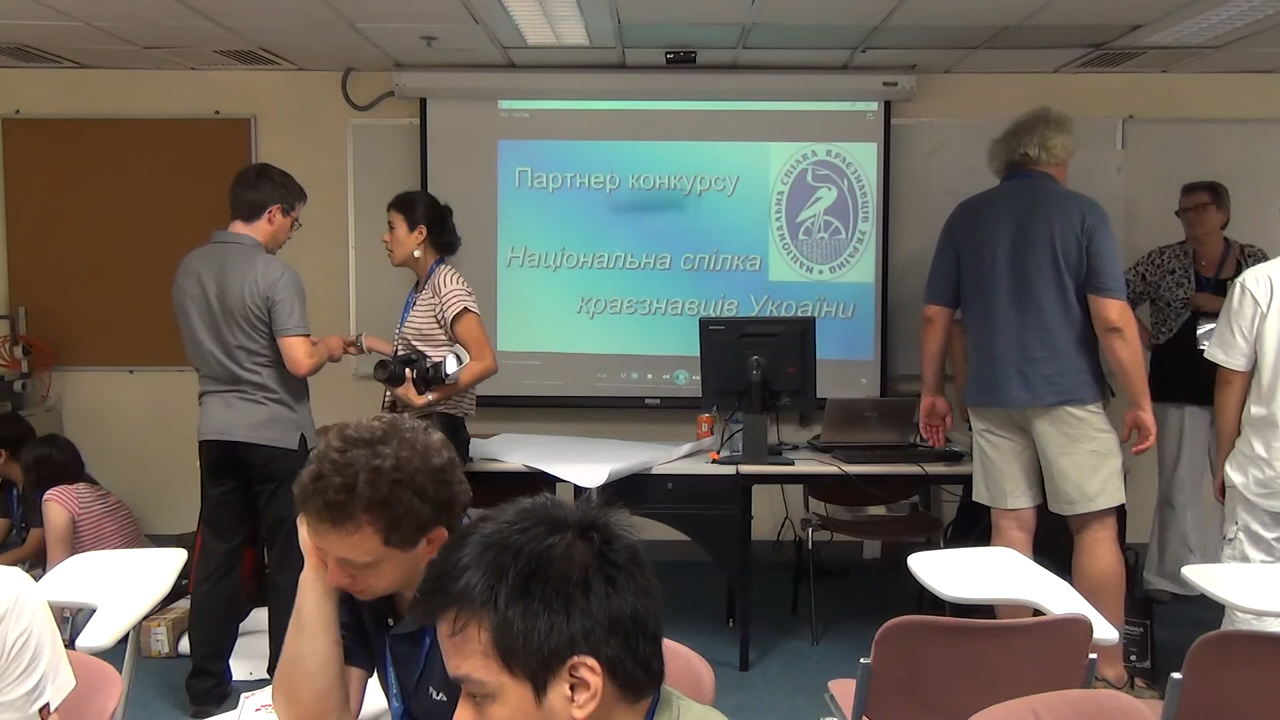 Партнер конкурсу
НАЦІОНАЛЬНА СПІЛКА КРАЄЗНАВЦІВ УКРАЇНИ
Національна спілка
краєзнавців України